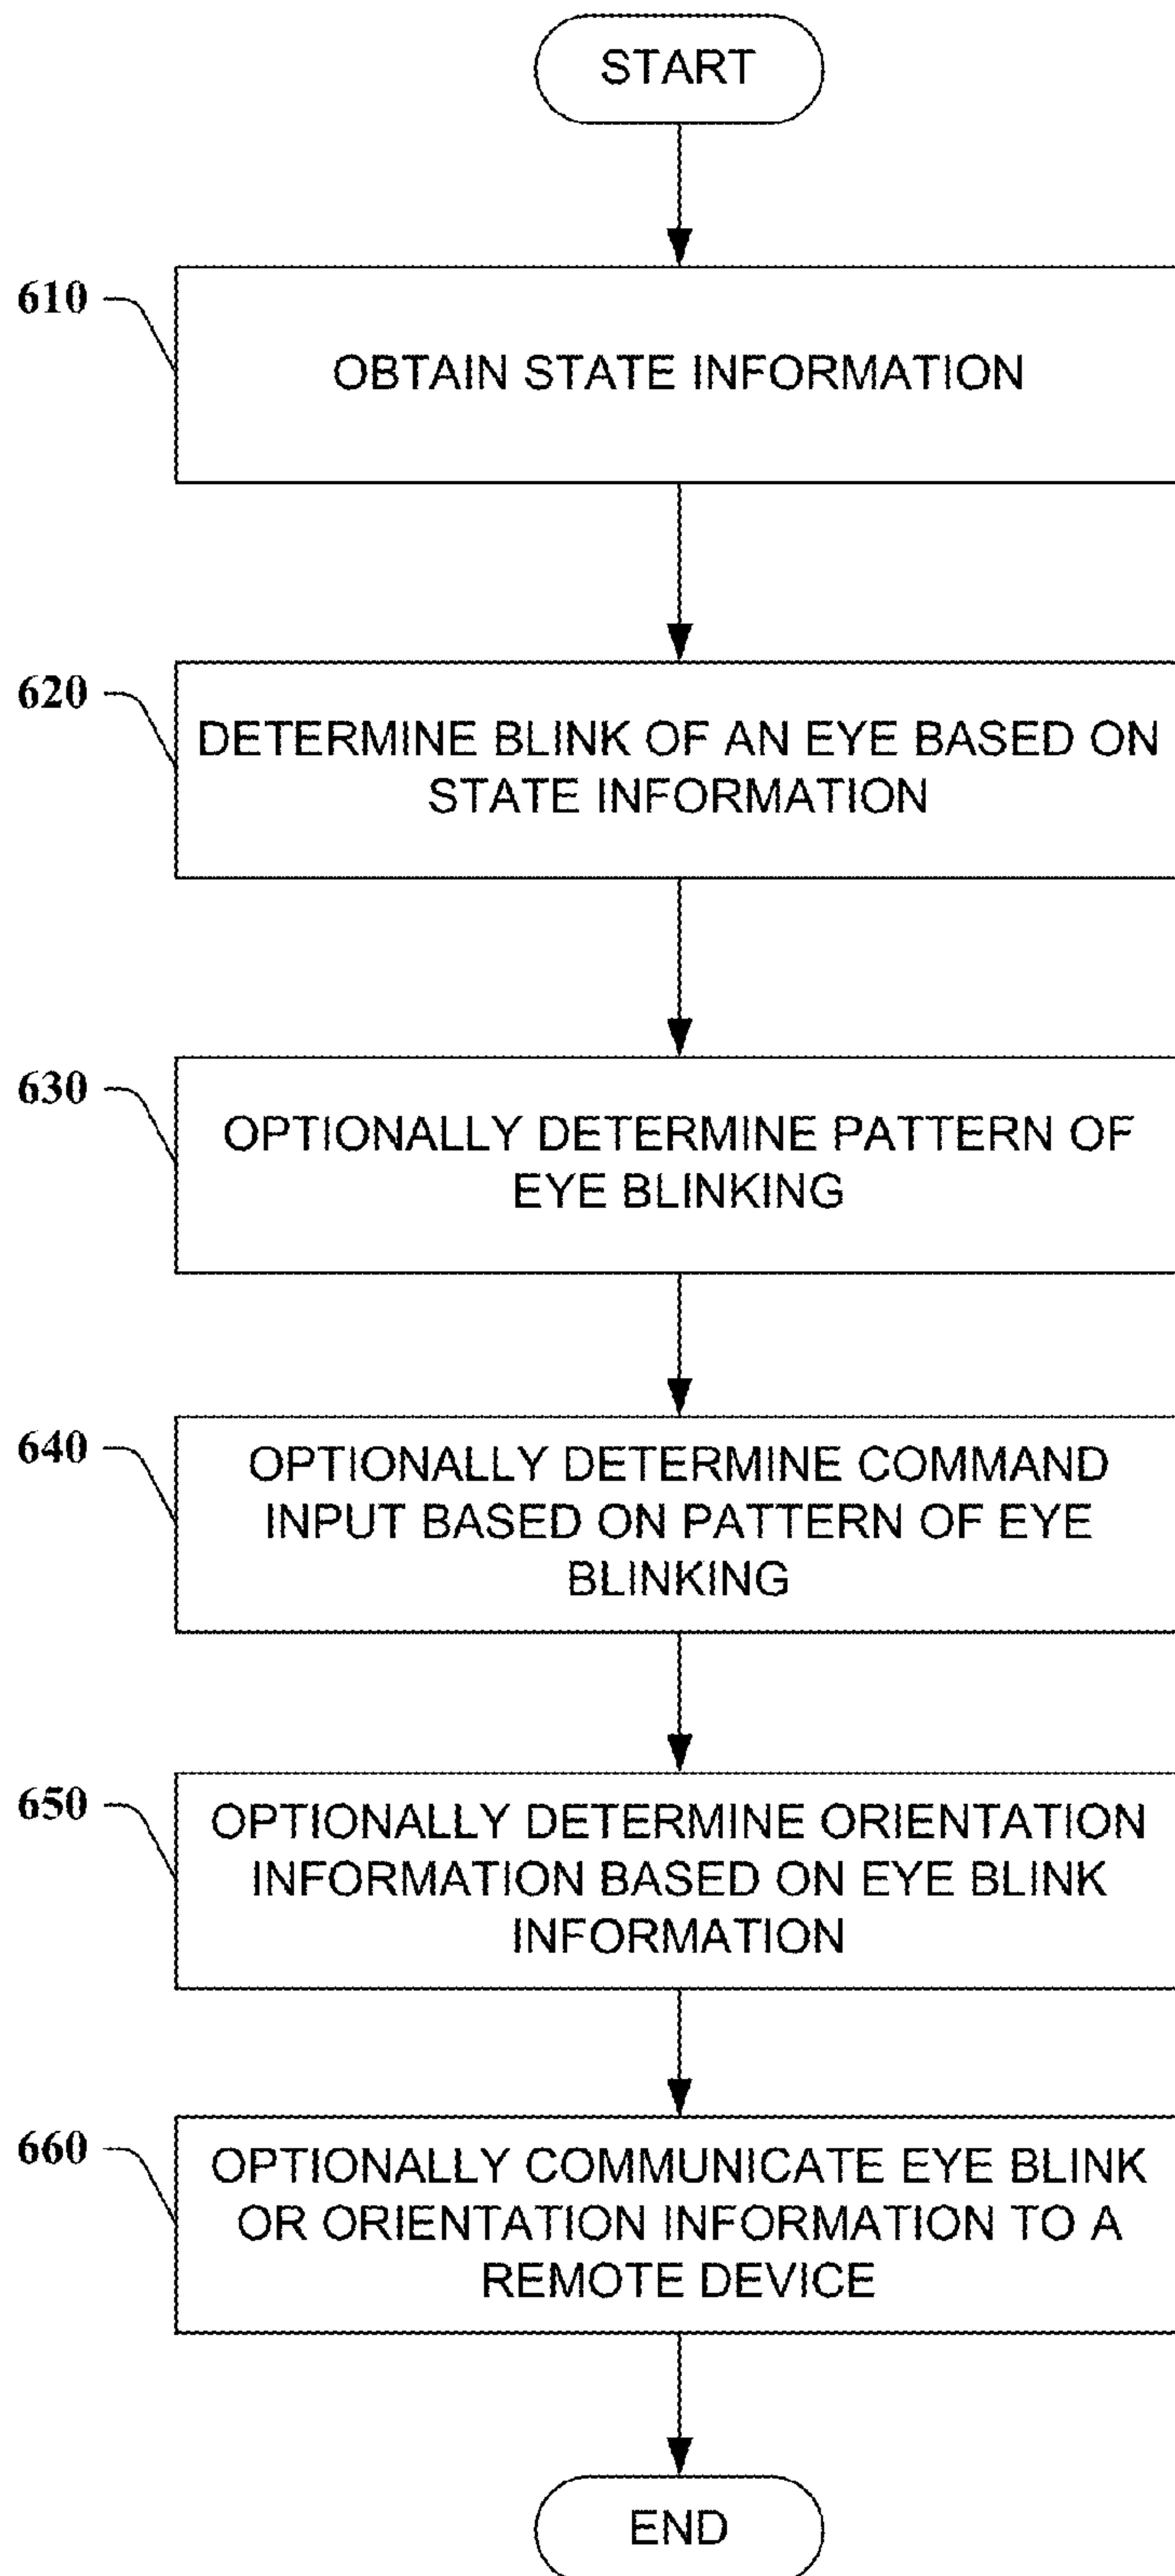 START
610
OBTAIN STATE INFORMATION
620
DETERMINE BLINK OF AN EYE BASED ON
STATE INFORMATION
630
OPTIONALLY DETERMINE PATTERN OF
EYE BLINKING
640
OPTIONALLY DETERMINE COMMAND
INPUT BASED ON PATTERN OF EYE
BLINKING
650
OPTIONALLY DETERMINE ORIENTATION
INFORMATION BASED ON EYE BLINK
INFORMATION
660
OPTIONALLY COMMUNICATE EYE BLINK
OR ORIENTATION INFORMATION TO A
REMOTE DEVICE
END